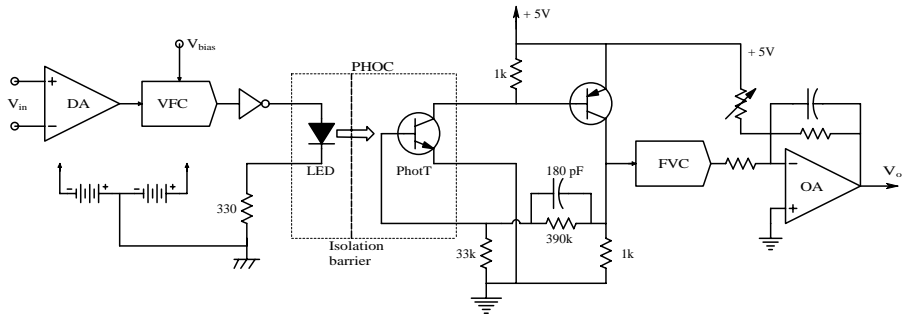 + 5V
V_bias
PHOC
1k
+ 5V
+
V_in
DA
VFC
−
LED
PhotT
FVC
−
OA
+
V_o
- +
- +
180 pF
330
390k
Isolation
barrier
33k
1k